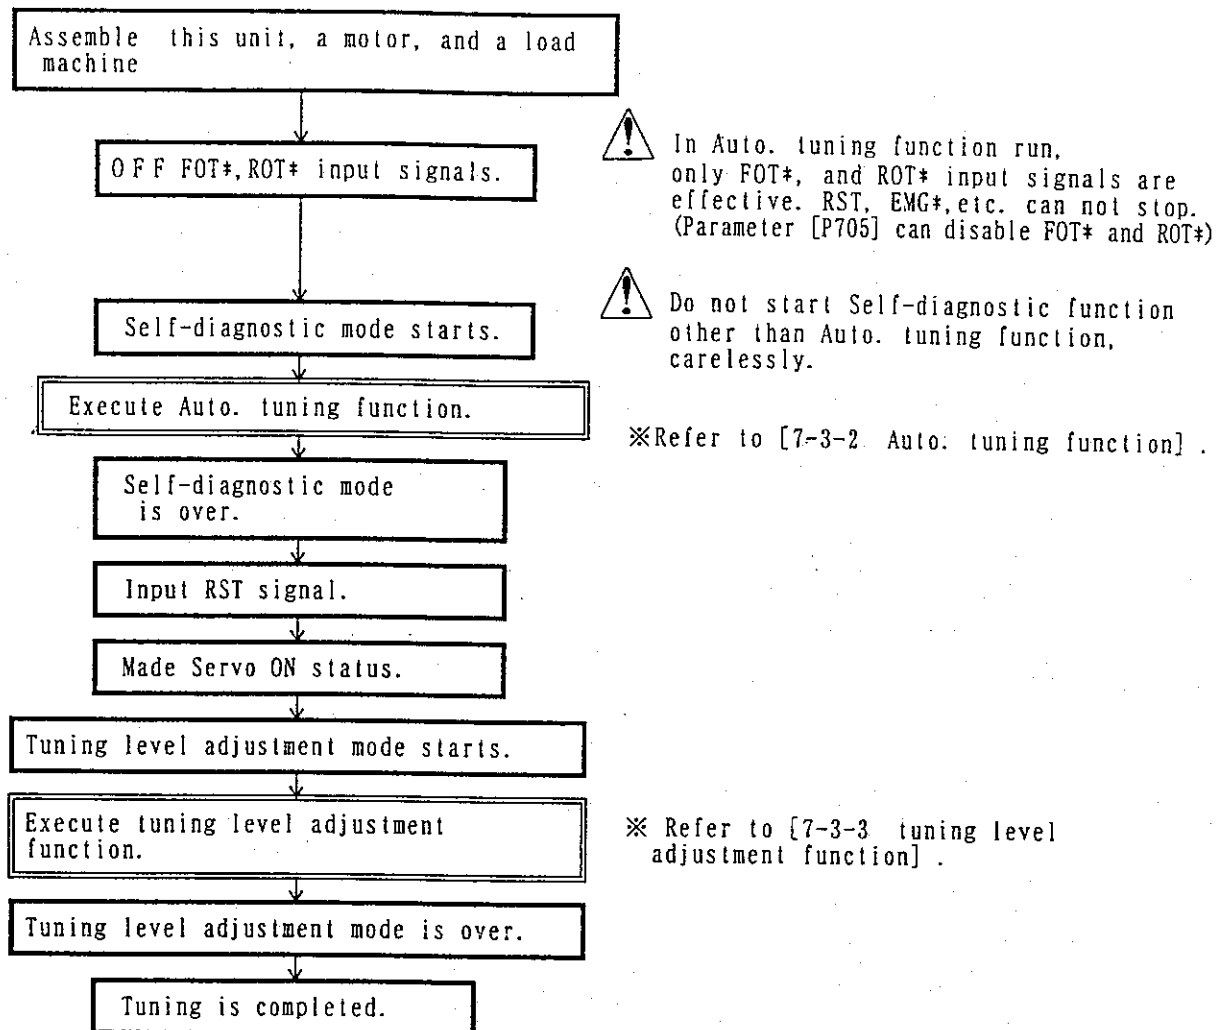 Assemble this unit, a motor, and a load
machine
OFF FOT*, ROT* input signals.
In Auto. tuning function run,
only FOT*, and ROT* input signals are
effective. RST, EMG*, etc. can not stop.
(Parameter [P705] can disable FOT* and ROT*)
Self-diagnostic mode starts.
Do not start Self-diagnostic function
other than Auto. tuning function,
carelessly.
Execute Auto. tuning function.
※Refer to [7-3-2 Auto. tuning function] .
Self-diagnostic mode
is over.
Input RST signal.
Made Servo ON status.
Tuning level adjustment mode starts.
Execute tuning level adjustment
function.
※ Refer to [7-3-3 tuning level
adjustment function] .
Tuning level adjustment mode is over.
Tuning is completed.